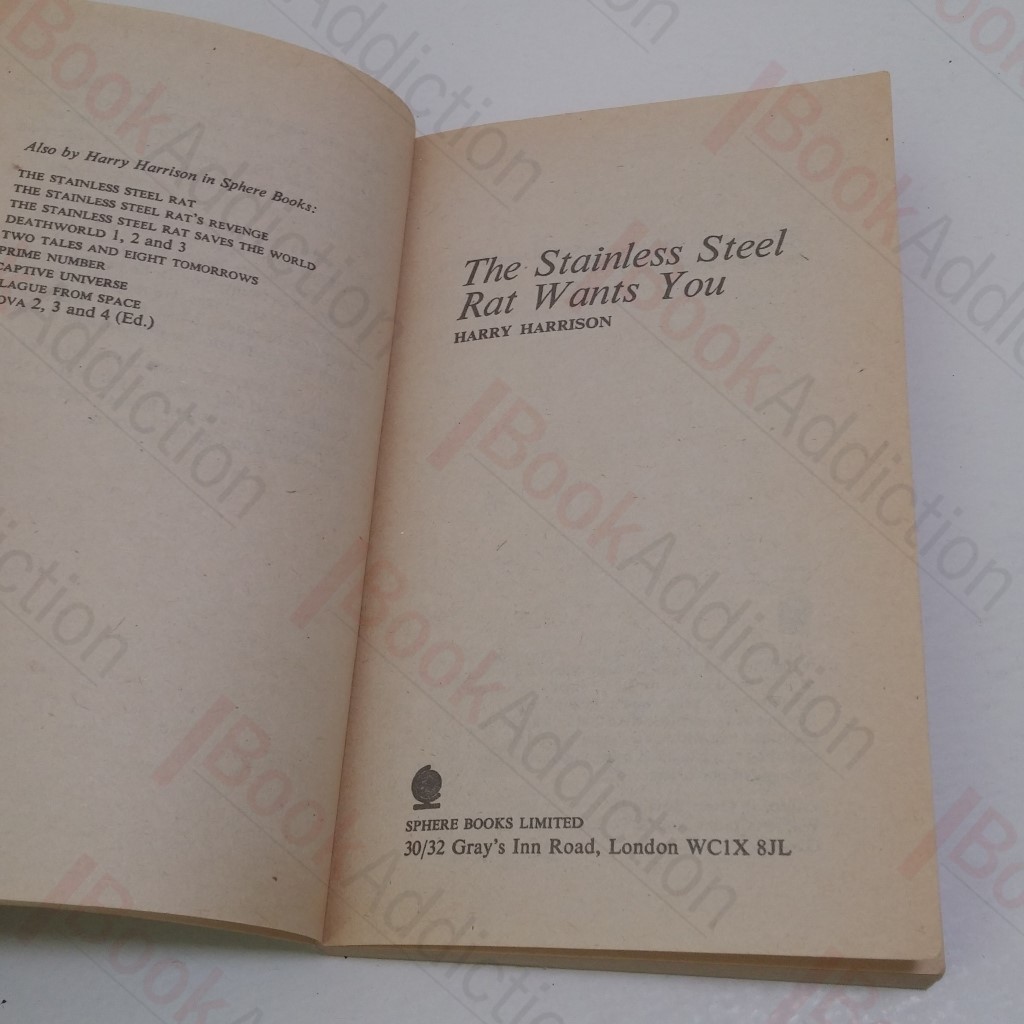 Also by Harry Harrison in Sphere Books:
THE STAINLESS STEEL RAT
THE STAINLESS STEEL RAT'S REVENGE
THE STAINLESS STEEL RAT SAVES THE WORLD
DEATHWORLD 1, 2 and 3
TWO TALES AND EIGHT TOMORROWS
PRIME NUMBER
CAPTIVE UNIVERSE
LAGUE FROM SPACE
OVA 2, 3 and 4 (Ed.)
The Stainless Steel
Rat Wants You
HARRY HARRISON
SPHERE BOOKS LIMITED
30/32 Gray's Inn Road, London WC1X 8JL
BookAddiction